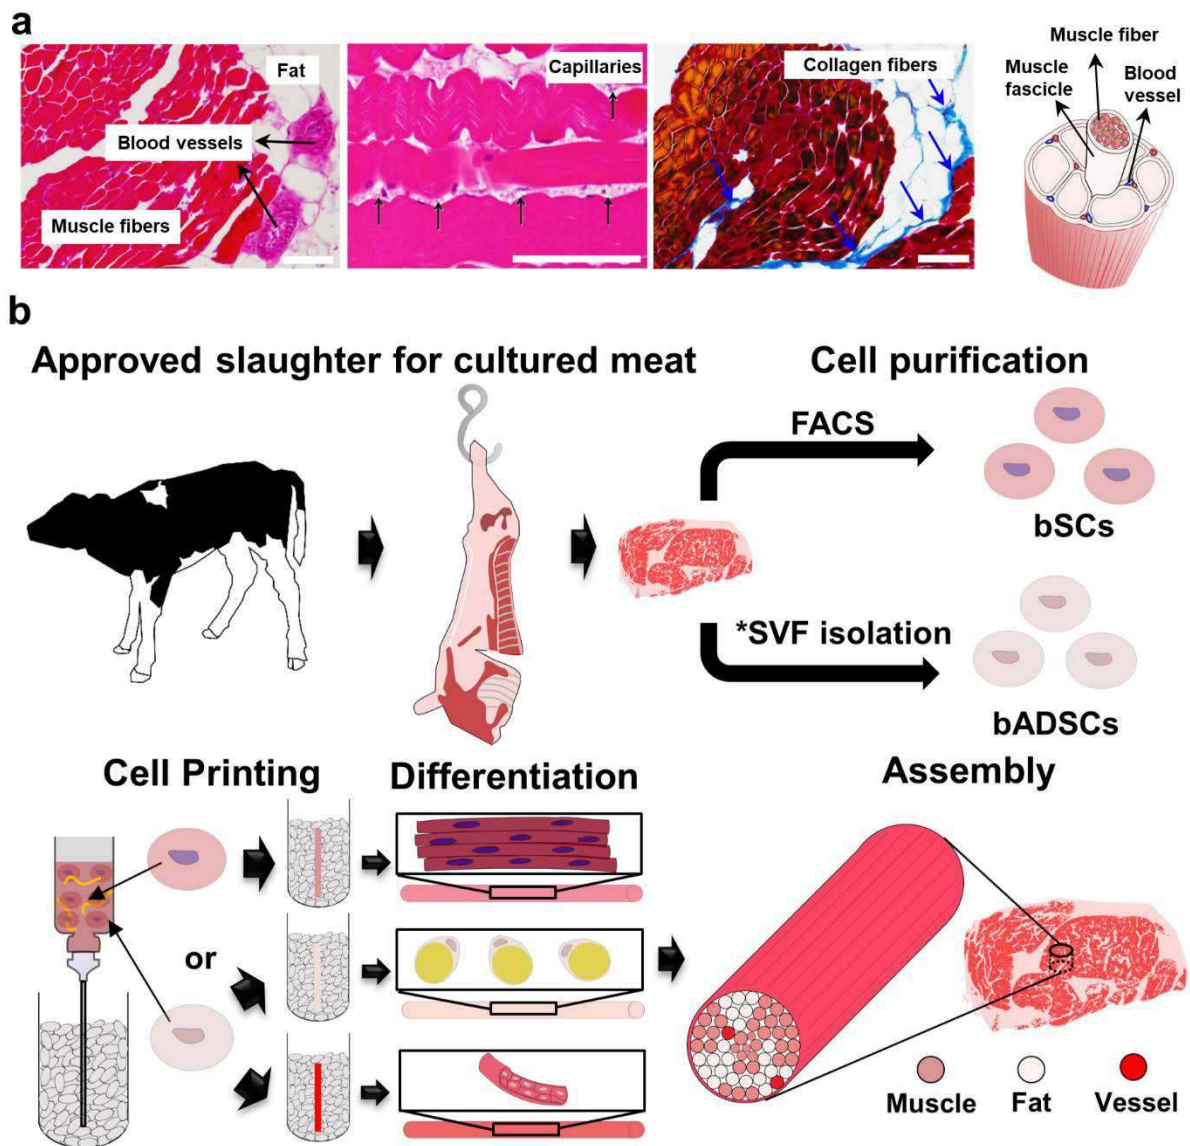 a
Fat
Blood vessels
Muscle fibers
Capillaries
Collagen fibers
Muscle fiber
Muscle
fascicle
Blood
vessel
b
Approved slaughter for cultured meat
Cell purification
FACS
bSCs
*SVF isolation
bADSCs
Cell Printing
or
Differentiation
Assembly
Muscle
Fat
Vessel